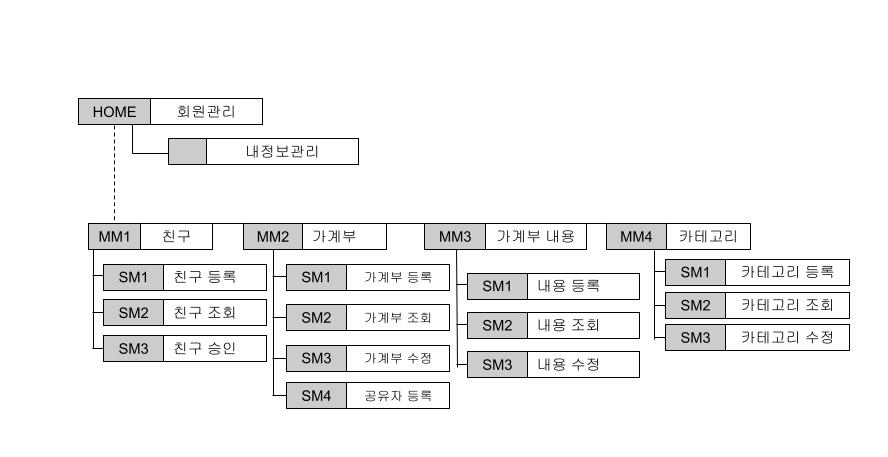 HOME 회원관리
내정보관리
MM1 친구 MM2 가계부 MM3 가계부 내용 MM4 카테고리
SM1 친구 등록
SM2 친구 조회
SM3 친구 승인
SM1 가계부 등록
SM2 가계부 조회
SM3 가계부 수정
SM4 공유자 등록
SM1 내용 등록
SM2 내용 조회
SM3 내용 수정
SM1 카테고리 등록
SM2 카테고리 조회
SM3 카테고리 수정